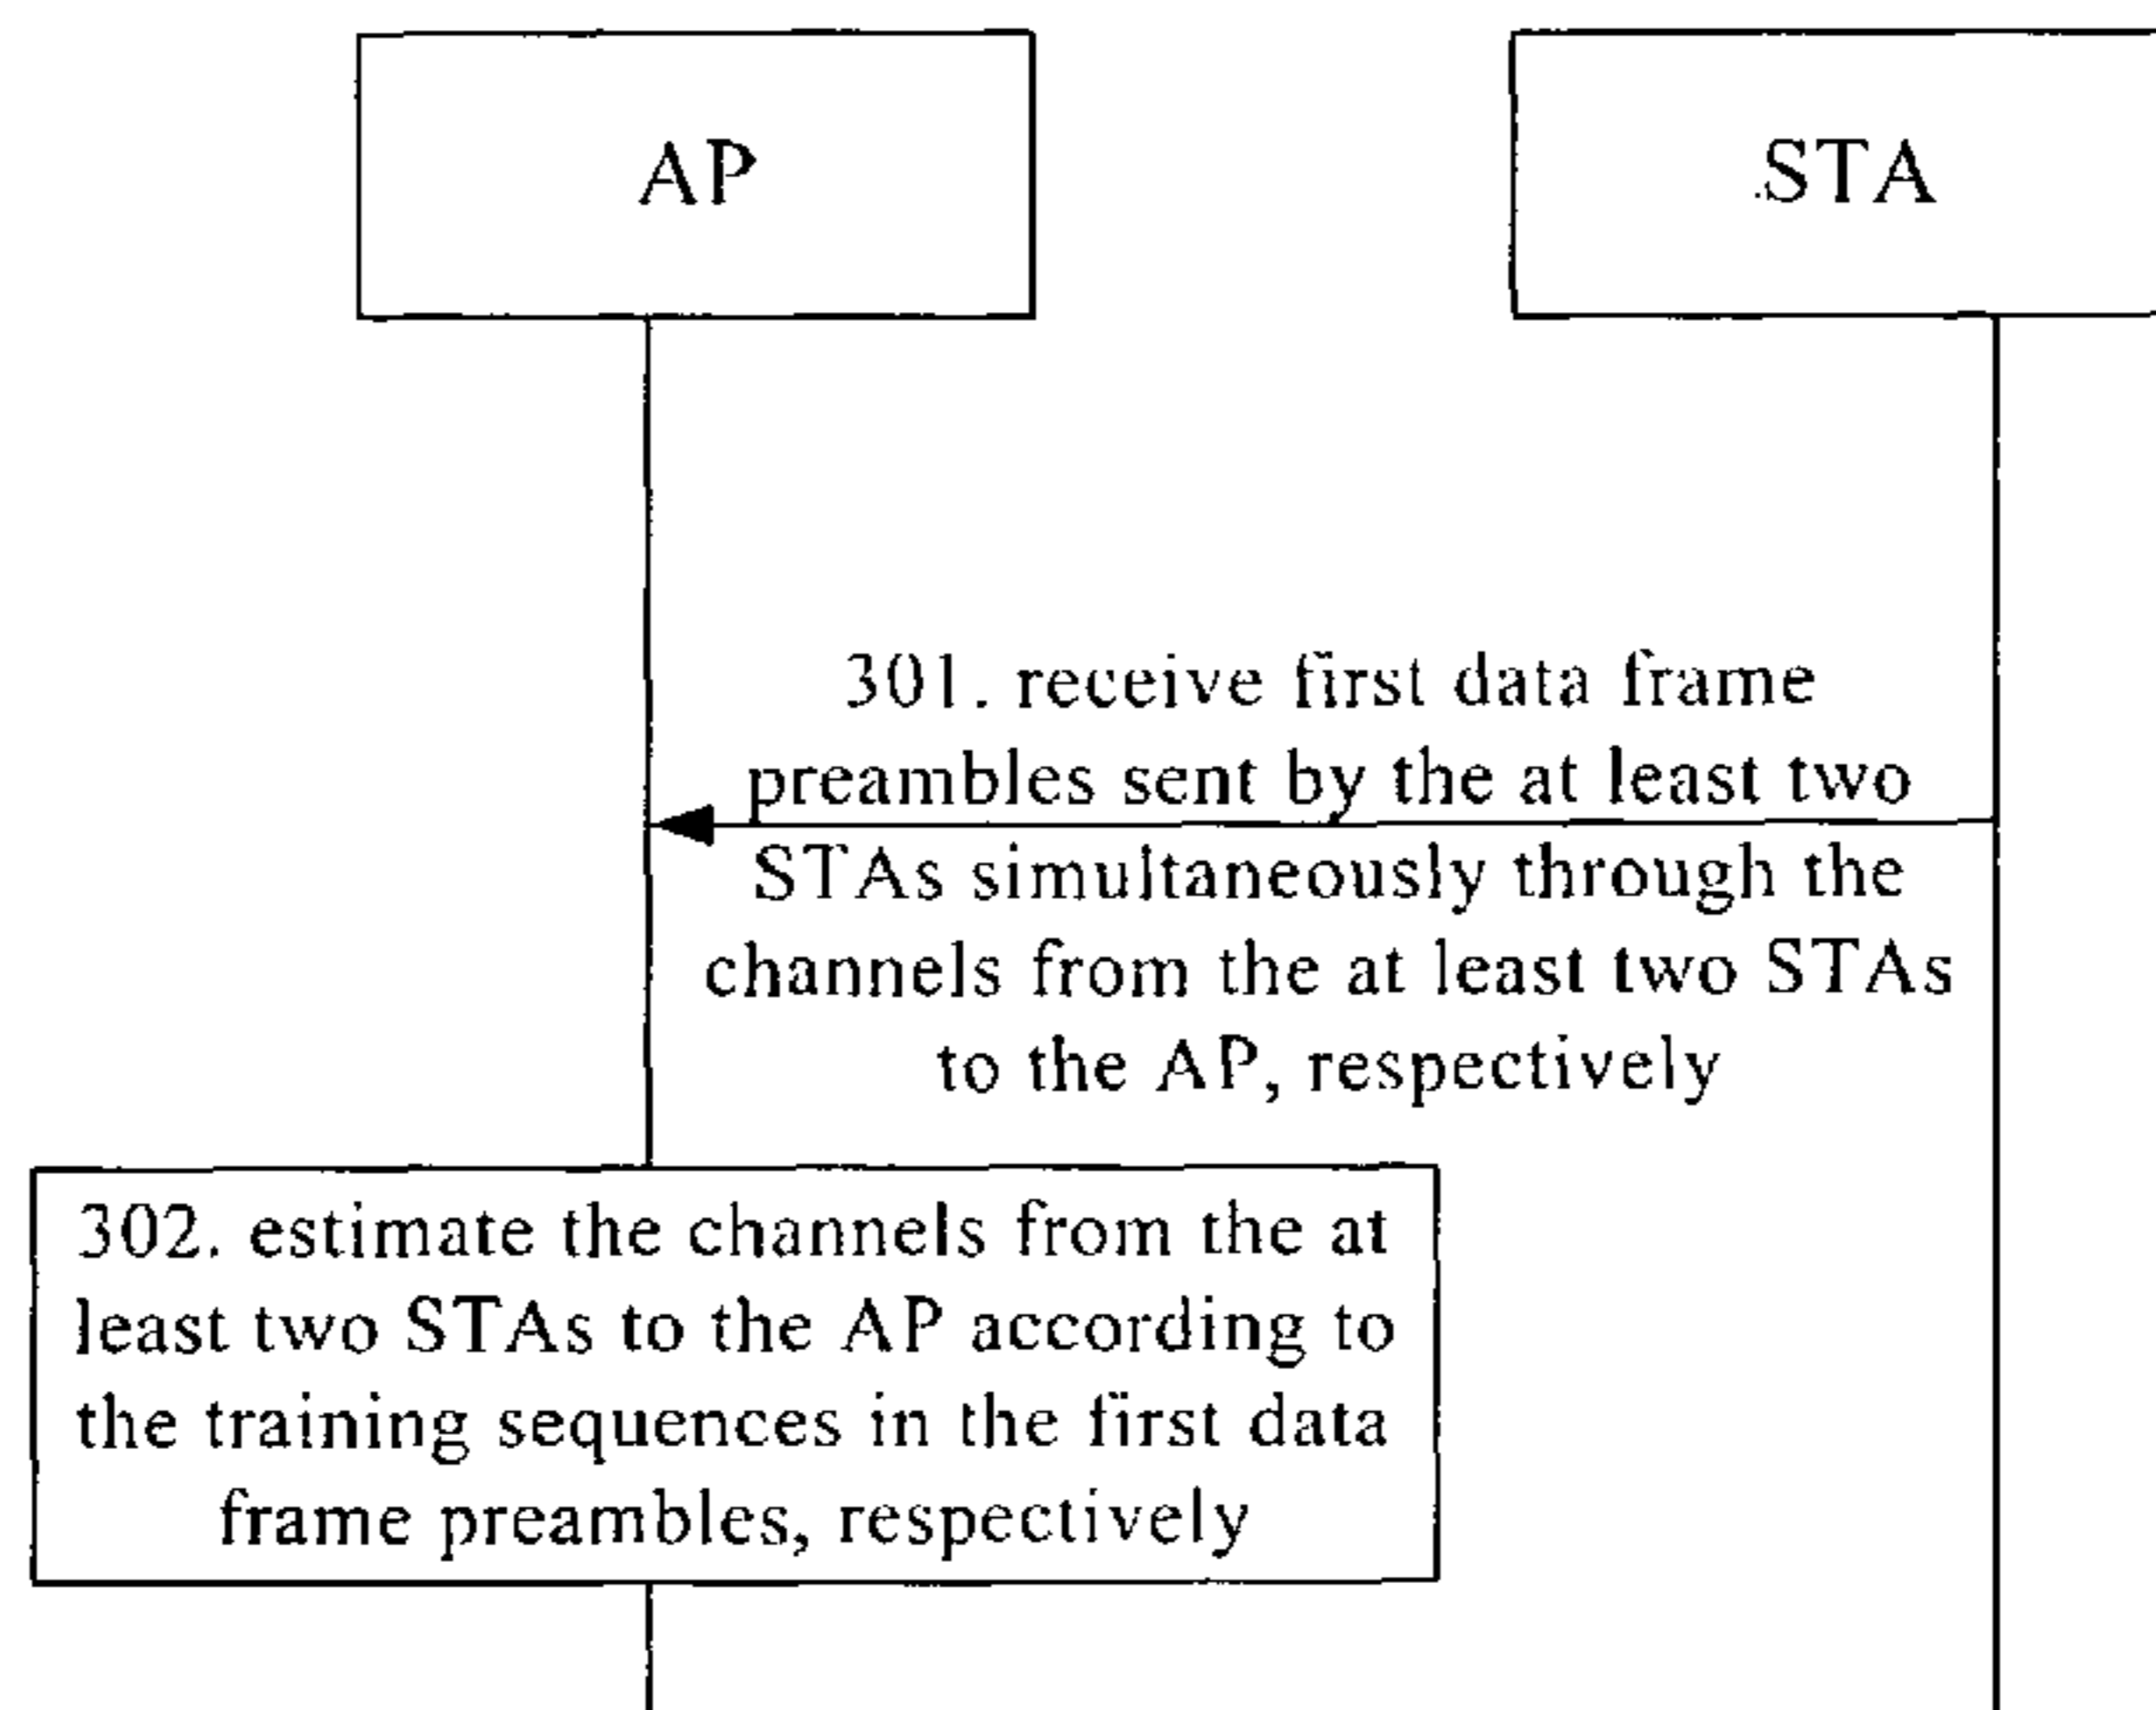 AP
STA
301. receive first data frame
preambles sent by the at least two
STAs simultaneously through the
channels from the at least two STAs
to the AP, respectively
302. estimate the channels from the at
least two STAs to the AP according to
the training sequences in the first data
frame preambles, respectively